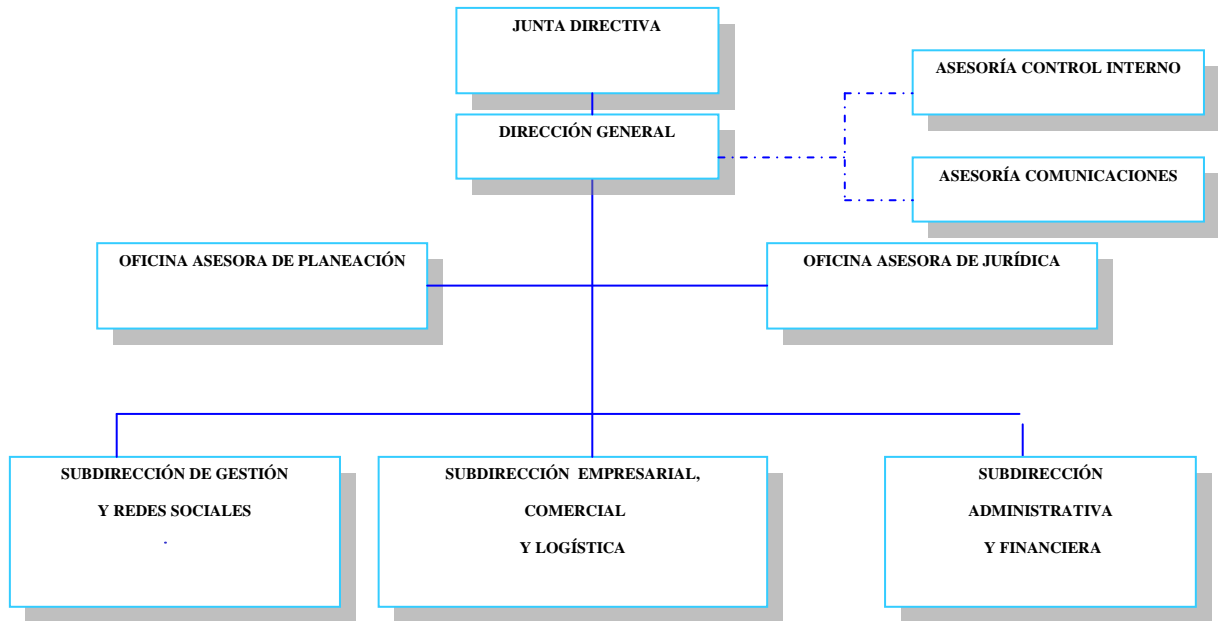 JUNTA DIRECTIVA
ASESORÍA CONTROL INTERNO
DIRECCIÓN GENERAL
ASESORÍA COMUNICACIONES
OFICINA ASESORA DE PLANEACIÓN
OFICINA ASESORA DE JURÍDICA
SUBDIRECCIÓN DE GESTIÓN
Y REDES SOCIALES
SUBDIRECCIÓN EMPRESARIAL,
COMERCIAL
Y LOGÍSTICA
SUBDIRECCIÓN
ADMINISTRATIVA
Y FINANCIERA